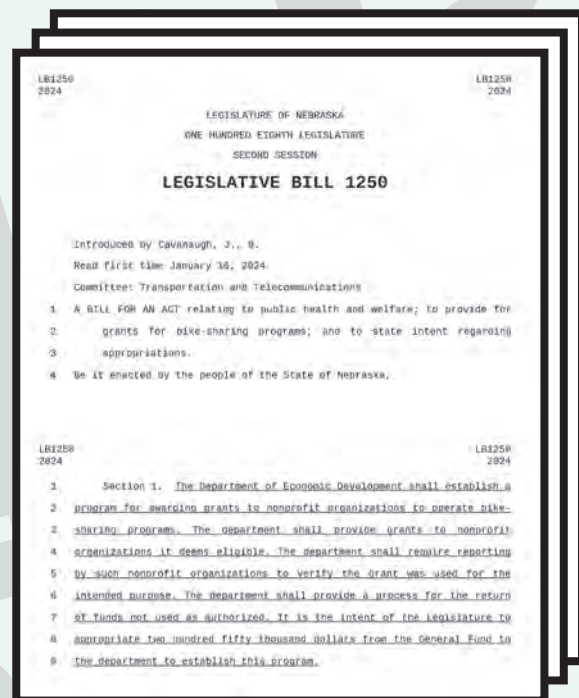 LB1250 LB1250
2024 2024
LEGISLATURE OF NEBRASKA
ONE HUNDRED EIGHTH LEGISLATURE
SECOND SESSION
LEGISLATIVE BILL 1250
Introduced by Cavanaugh, J., 9.
Read first time January 16, 2024
Committee: Transportation and Telecommunications
1 A BILL FOR AN ACT relating to public health and welfare; to provide for
2 grants for bike-sharing programs; and to state intent regarding
3 appropriations.
4 Be it enacted by the people of the State of Nebraska,
LB1250 LB1250
2024 2024
1 Section 1. The Department of Economic Development shall establish a
2 program for awarding grants to nonprofit organizations to operate bike-
3 sharing programs. The department shall provide grants to nonprofit
4 organizations it deems eligible. The department shall require reporting
5 by such nonprofit organizations to verify the grant was used for the
6 intended purpose. The department shall provide a process for the return
7 of funds not used as authorized. It is the intent of the Legislature to
8 appropriate two hundred fifty thousand dollars from the General Fund to
9 the department to establish this program.